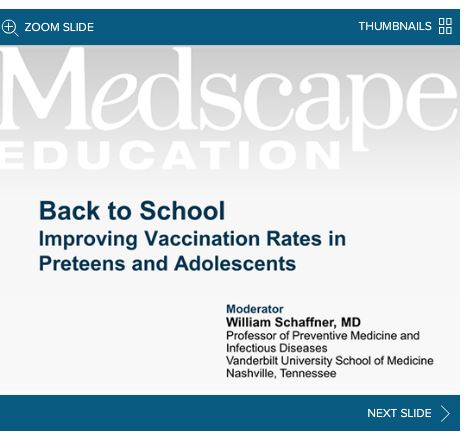 ZOOM SLIDE
THUMBNAILS
Medscape
EDUCATION
Back to School
Improving Vaccination Rates in
Preteens and Adolescents
Moderator
William Schaffner, MD
Professor of Preventive Medicine and
Infectious Diseases
Vanderbilt University School of Medicine
Nashville, Tennessee
NEXT SLIDE